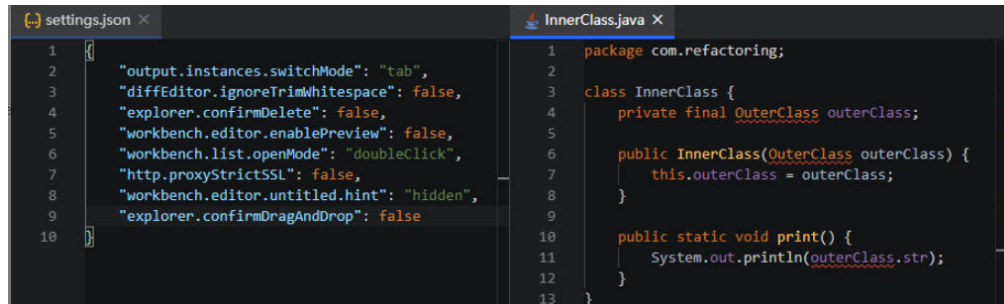 settings.json
1 {
2 "output.instances.switchMode": "tab",
3 "diffEditor.ignoreTrimWhitespace": false,
4 "explorer.confirmDelete": false,
5 "workbench.editor.enablePreview": false,
6 "workbench.list.openMode": "doubleClick",
7 "http.proxyStrictSSL": false,
8 "workbench.editor.untitled.hint": "hidden",
9 "explorer.confirmDragAndDrop": false
10 }
InnerClass.java
1 package com.refactoring;
2
3 class InnerClass {
4 private final OuterClass outerClass;
5
6 public InnerClass(OuterClass outerClass) {
7 this.outerClass = outerClass;
8 }
9
10 public static void print() {
11 System.out.println(outerClass.str);
12 }
13 }